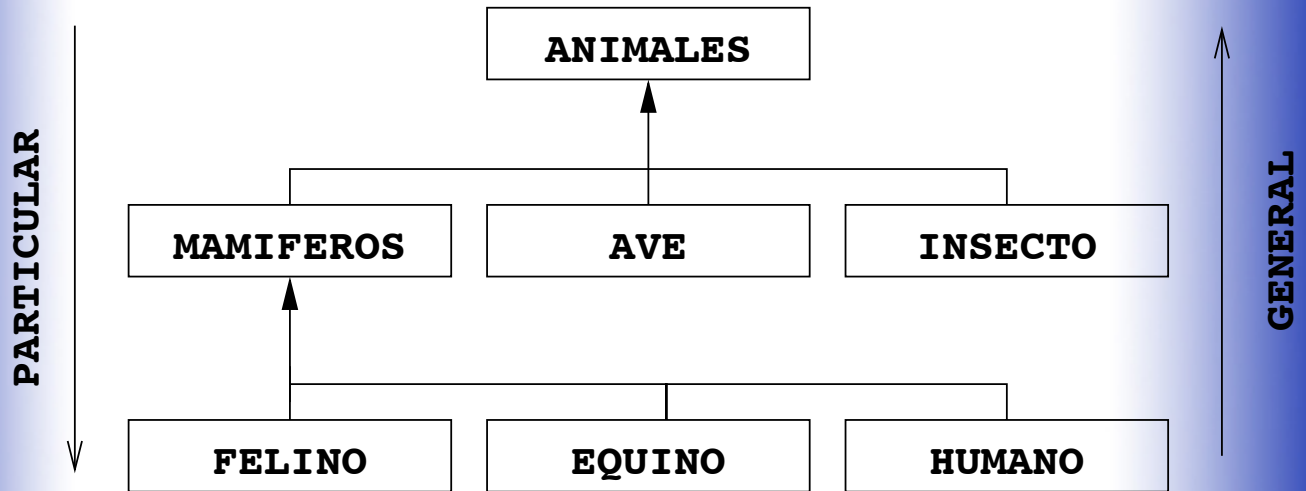 ANIMALES
PARTICULAR
GENERAL
MAMIFEROS
AVE
INSECTO
FELINO
EQUINO
HUMANO